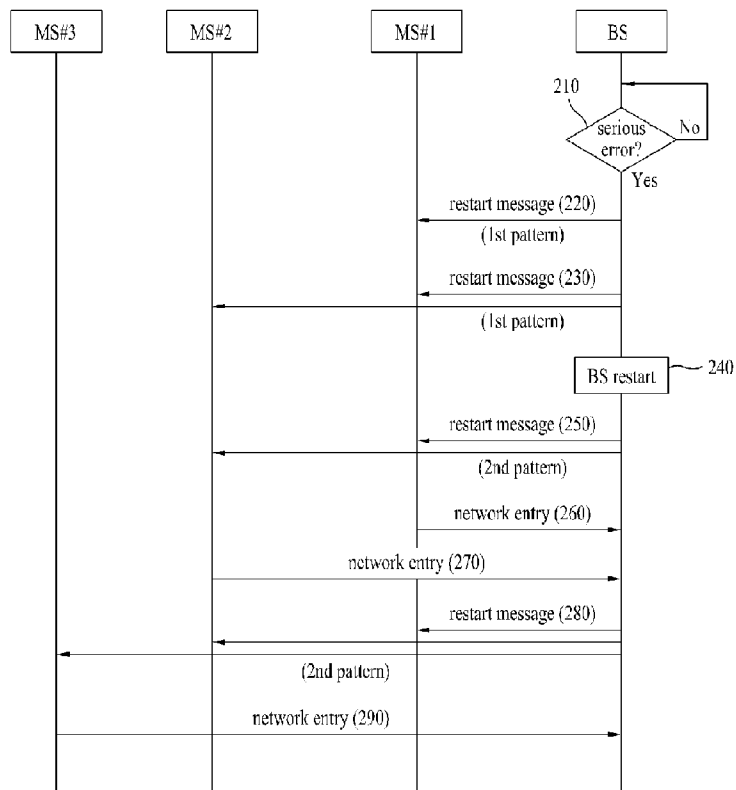 MS#3
MS#2
MS#1
BS
210
serious
error?
No
Yes
restart message (220)
(1st pattern)
restart message (230)
(1st pattern)
BS restart
240
restart message (250)
(2nd pattern)
network entry (260)
network entry (270)
restart message (280)
(2nd pattern)
network entry (290)